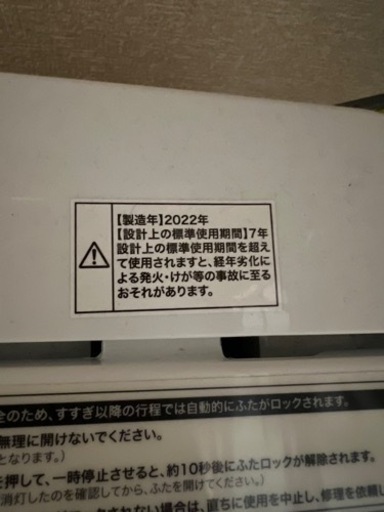 【製造年】2022年
【設計上の標準使用期間】7年
設計上の標準使用期間を超え
て使用されますと、経年劣化に
よる発火・けが等の事故に至る
おそれがあります。
全のため、すすぎ以降の行程では自動的にふたがロックされます。
無理に開けないでください。
となります。)
を押して、一時停止させると、約10秒後にふたロックが解除されます。
消灯したのを確認してから、ふたを開けてください。)
ックされない場合は、直ちに使用を中止し、修理を依頼し